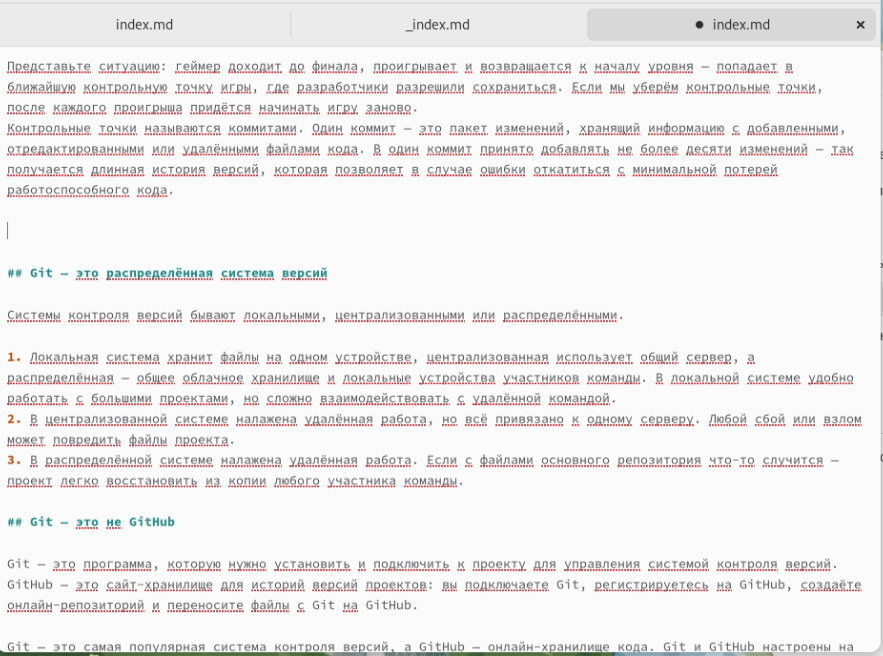 index.md
_index.md
● index.md ×
Представьте ситуацию: геймер доходит до финала, проигрывает и возвращается к началу уровня — попадает в
ближайшую контрольную точку игры, где разработчики разрешили сохраниться. Если мы уберём контрольные точки,
после каждого проигрыша придётся начинать игру заново.
Контрольные точки называются коммитами. Один коммит — это пакет изменений, хранящий информацию с добавленными,
отредактированными или удалёнными файлами кода. В один коммит принято добавлять не более десяти изменений — так
получается длинная история версий, которая позволяет в случае ошибки откатиться с минимальной потерей
работоспособного кода.
## Git — это распределённая система версий
Системы контроля версий бывают локальными, централизованными или распределёнными.
1. Локальная система хранит файлы на одном устройстве, централизованная использует общий сервер, а
распределённая — общее облачное хранилище и локальные устройства участников команды. В локальной системе удобно
работать с большими проектами, но сложно взаимодействовать с удалённой командой.
2. В централизованной системе налажена удалённая работа, но всё привязано к одному серверу. Любой сбой или взлом
может повредить файлы проекта.
3. В распределённой системе налажена удалённая работа. Если с файлами основного репозитория что-то случится —
проект легко восстановить из копии любого участника команды.
## Git — это не GitHub
Git — это программа, которую нужно установить и подключить к проекту для управления системой контроля версий.
GitHub — это сайт-хранилище для историй версий проектов: вы подключаете Git, регистрируетесь на GitHub, создаёте
онлайн-репозиторий и переносите файлы с Git на GitHub.
Git — это самая популярная система контроля версий, а GitHub — онлайн-хранилище кода. Git и GitHub настроены на